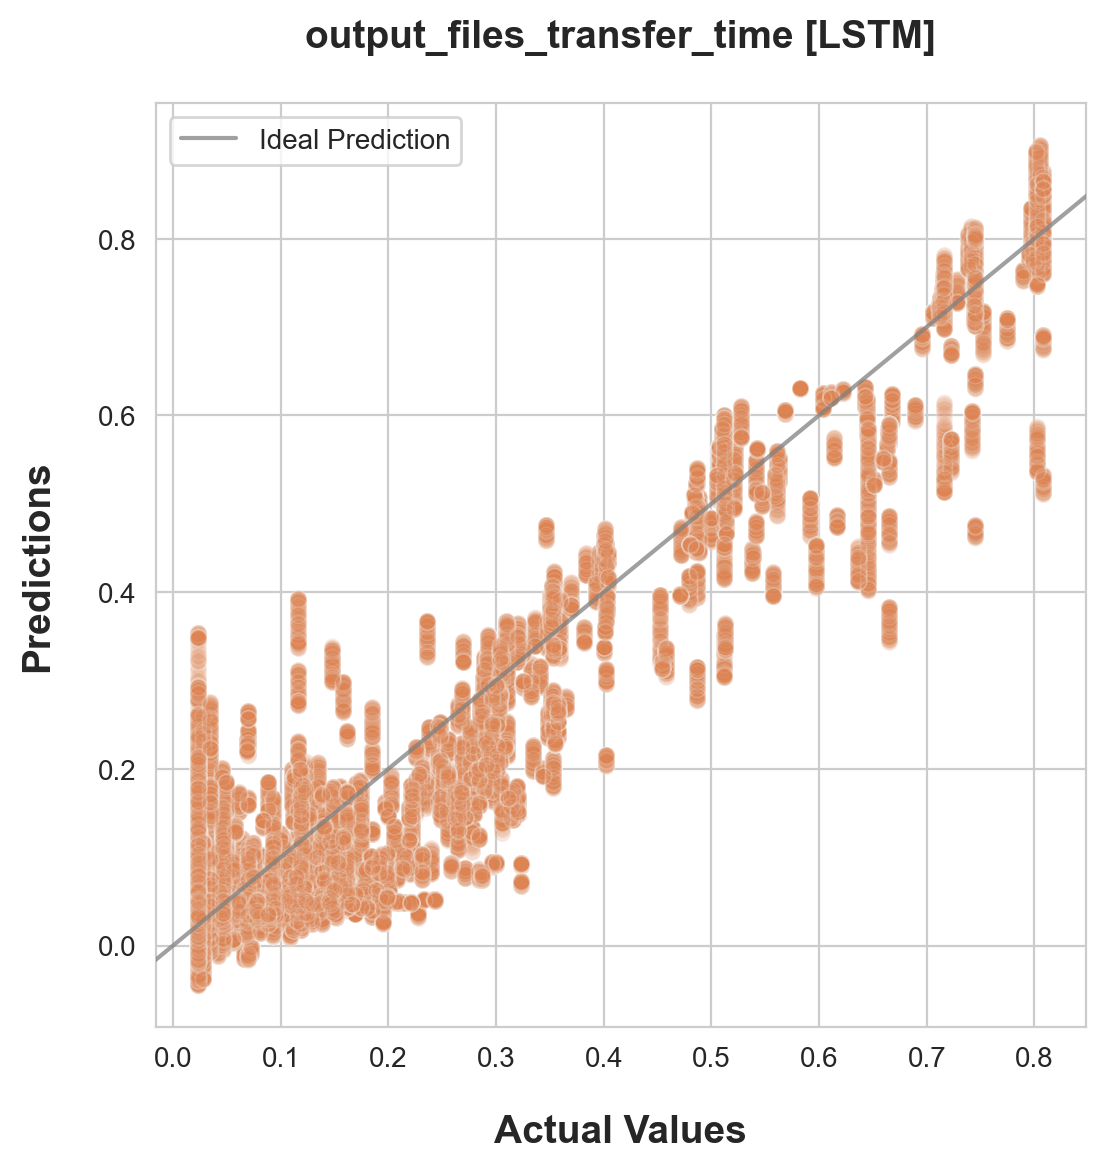 output_files_transfer_time [LSTM]
Ideal Prediction
0.8
0.6
0.4
0.2
0.0
Predictions
0.0 0.1 0.2 0.3 0.4 0.5 0.6 0.7 0.8
Actual Values